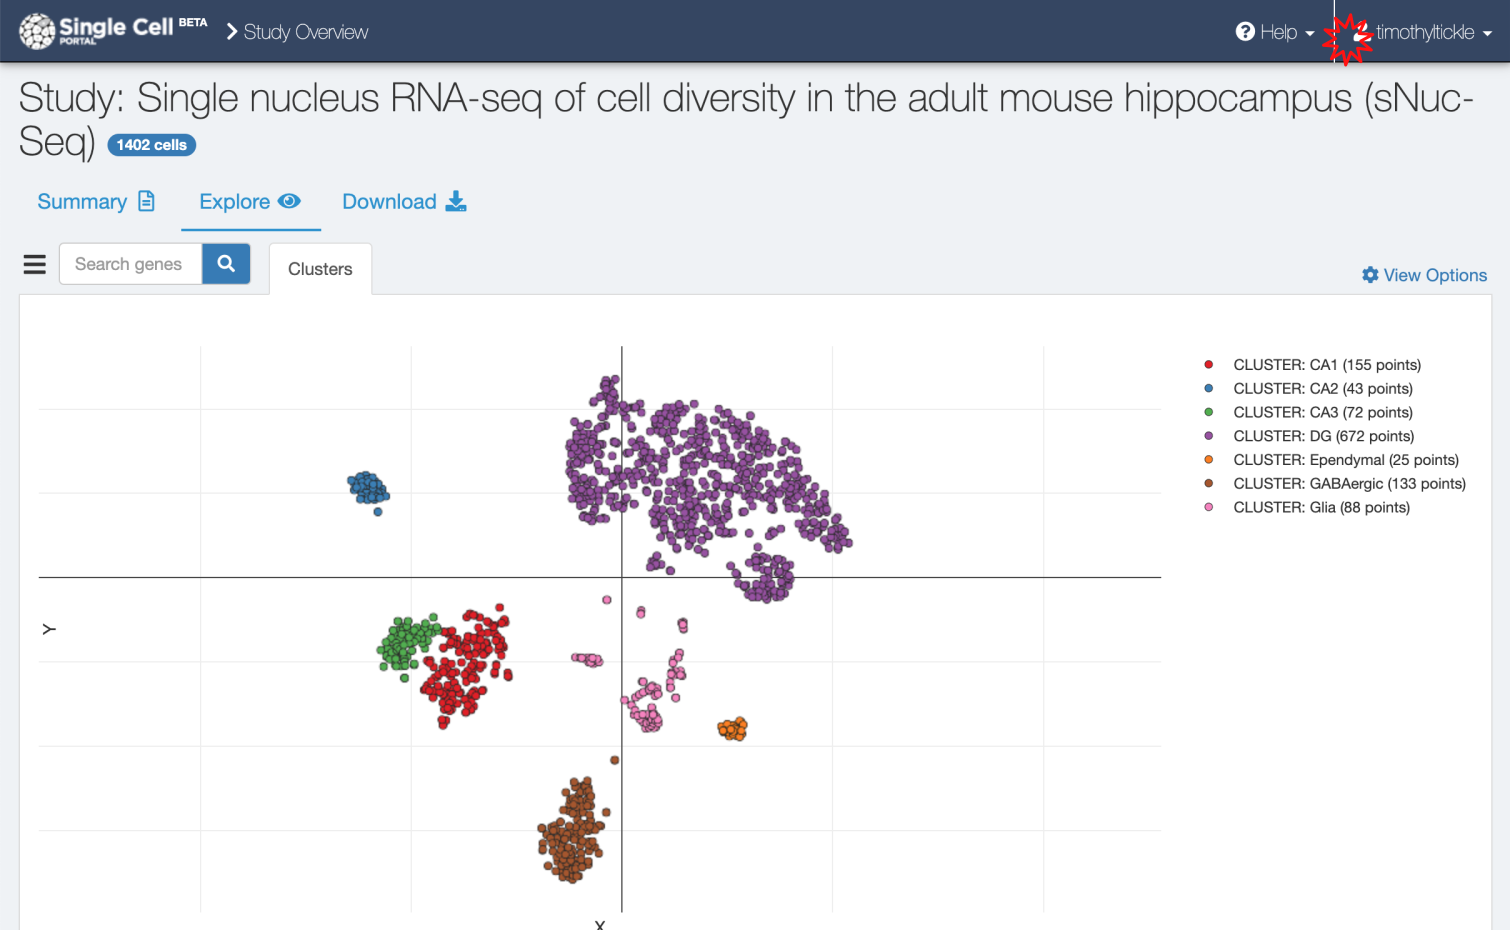 Single Cell BETA
PORTAL
Study Overview
Help
timothyltickle
Study: Single nucleus RNA-seq of cell diversity in the adult mouse hippocampus (sNuc-
Seq) 1402 cells
Summary
Explore
Download
Search genes
Clusters
View Options
CLUSTER: CA1 (155 points)
CLUSTER: CA2 (43 points)
CLUSTER: CA3 (72 points)
CLUSTER: DG (672 points)
CLUSTER: Ependymal (25 points)
CLUSTER: GABAergic (133 points)
CLUSTER: Glia (88 points)
Y
X